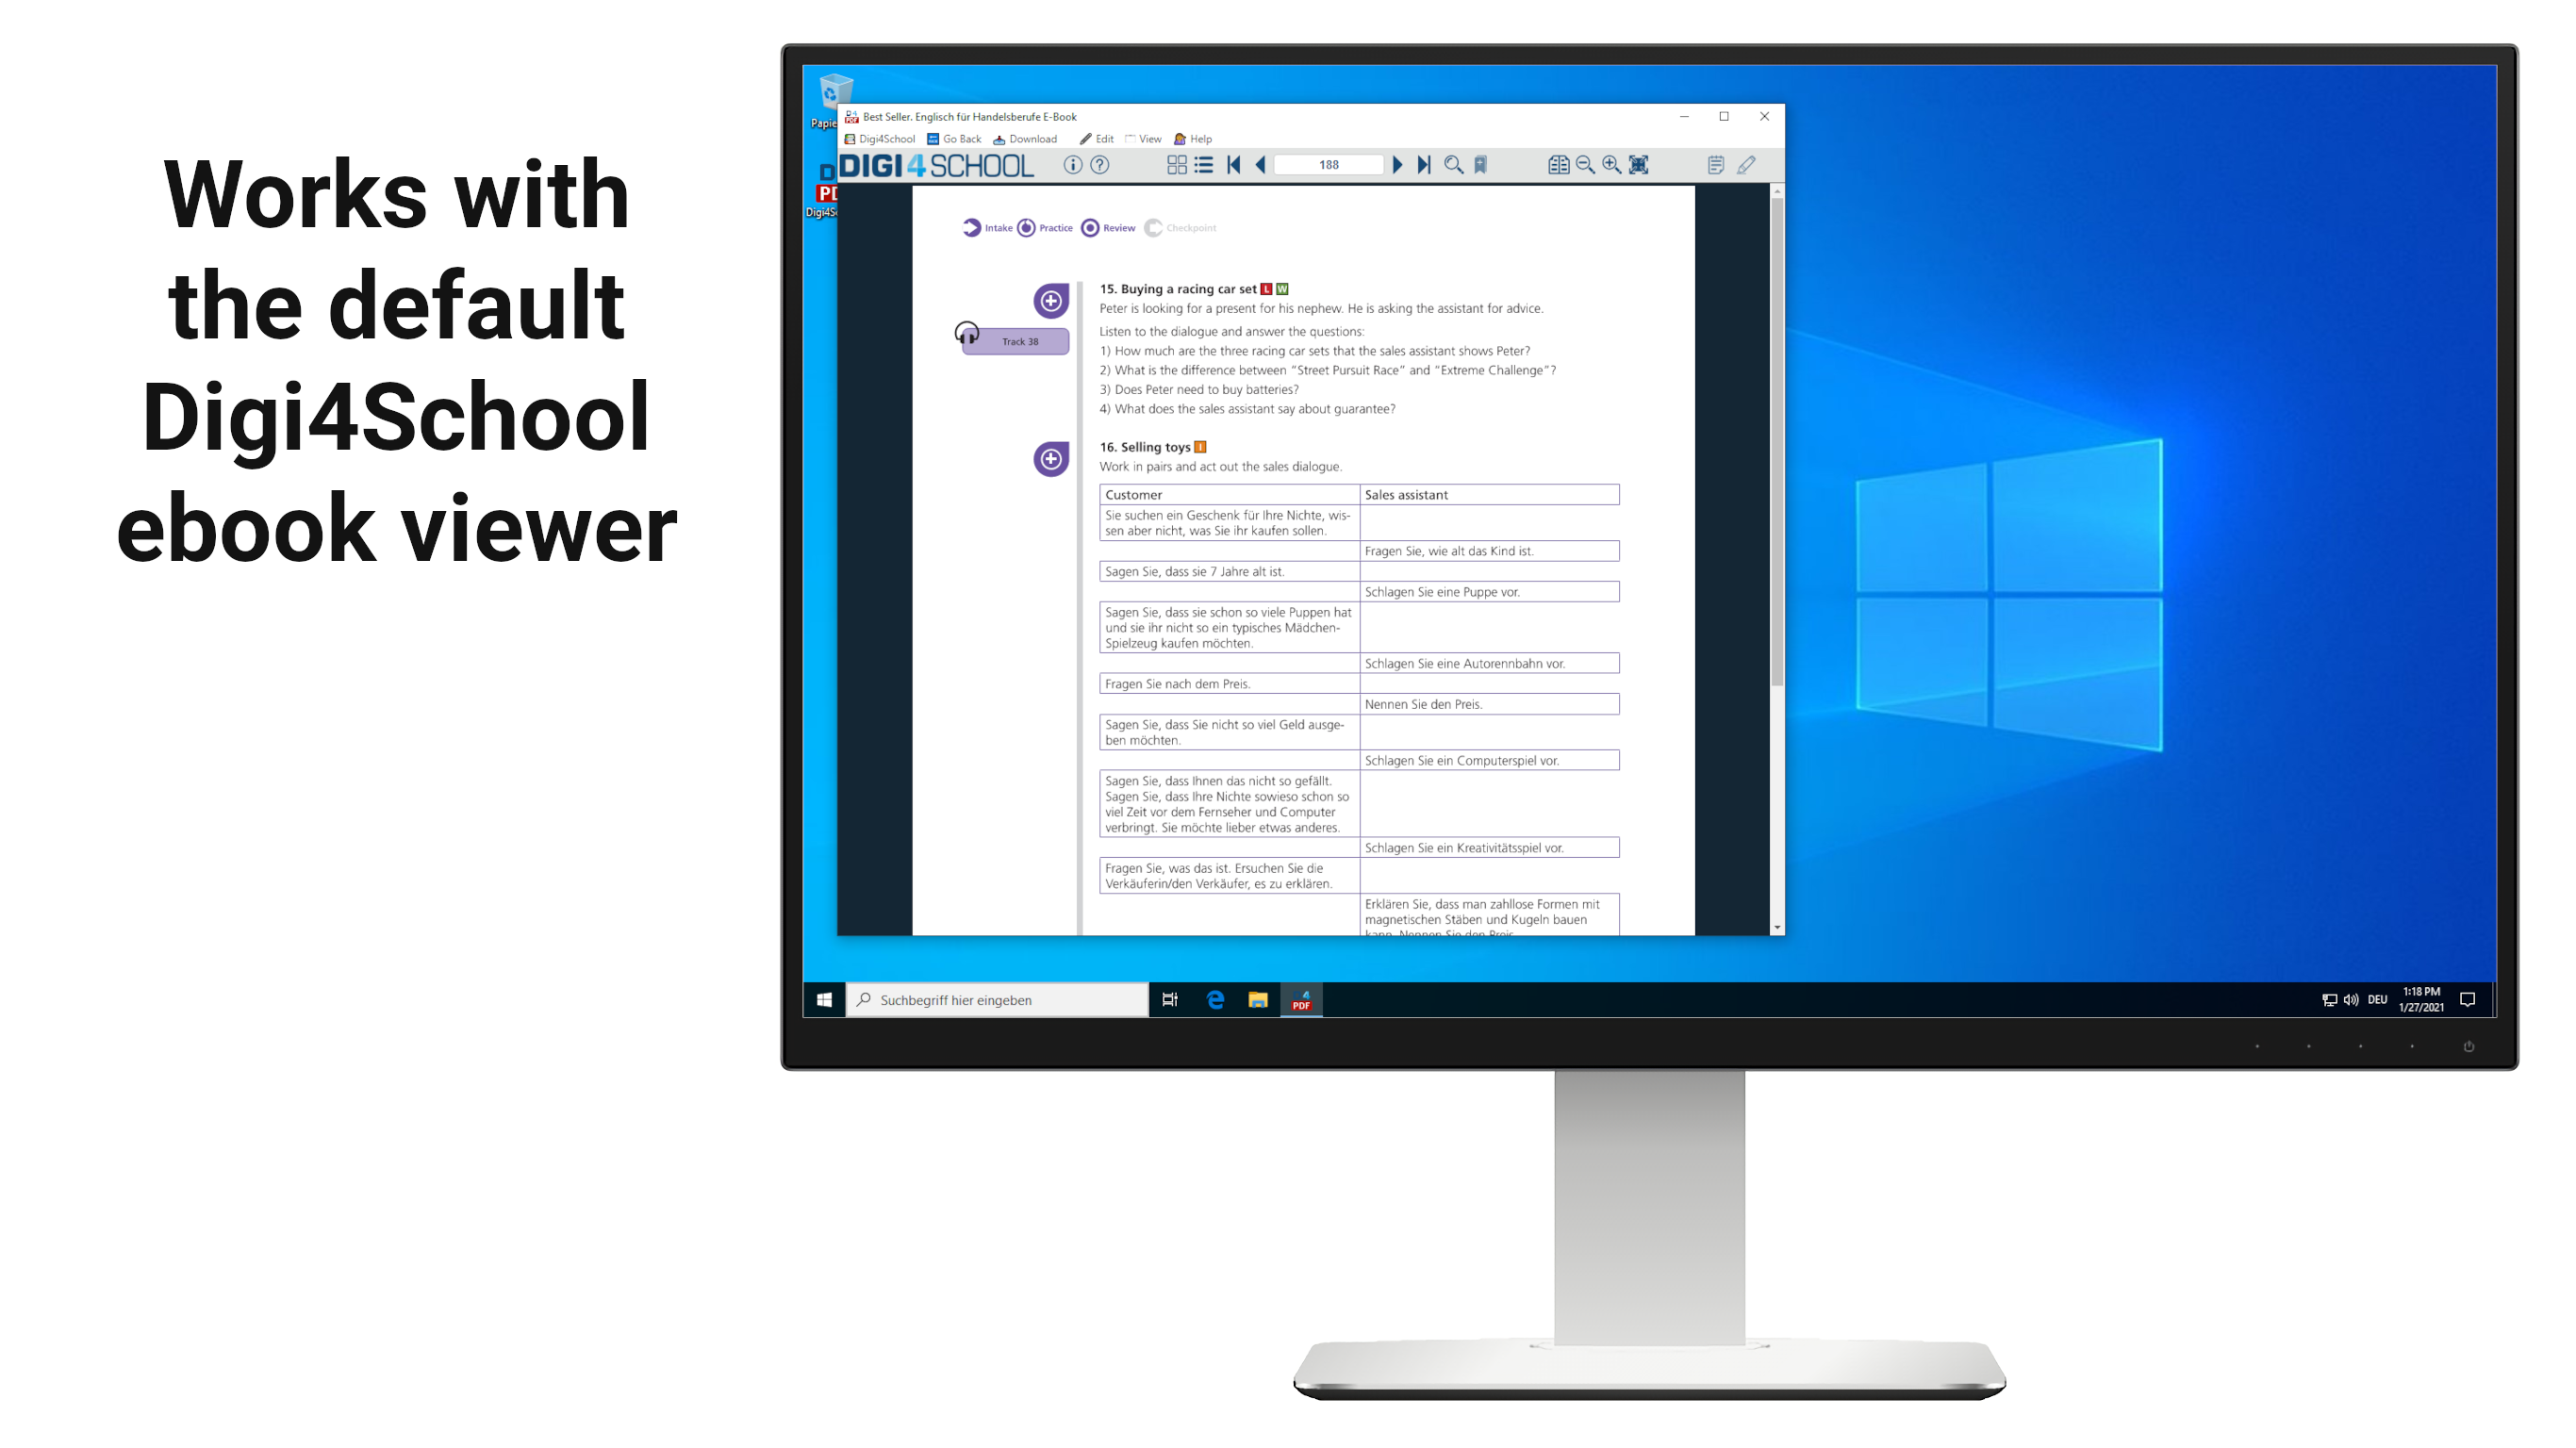 Works with
the default
Digi4School
ebook viewer
Best Seller. Englisch für Handelsberufe E-Book
Digi4School Go Back Download Edit View Help
DIGI4SCHOOL
188
Intake Practice Review Checkpoint
15. Buying a racing car set L W
Peter is looking for a present for his nephew. He is asking the assistant for advice.
Track 38
Listen to the dialogue and answer the questions:
1) How much are the three racing car sets that the sales assistant shows Peter?
2) What is the difference between “Street Pursuit Race” and “Extreme Challenge”?
3) Does Peter need to buy batteries?
4) What does the sales assistant say about guarantee?
16. Selling toys I
Work in pairs and act out the sales dialogue.
Customer Sales assistant
Sie suchen ein Geschenk für Ihre Nichte, wis-
sen aber nicht, was Sie ihr kaufen sollen.
Fragen Sie, wie alt das Kind ist.
Sagen Sie, dass sie 7 Jahre alt ist.
Schlagen Sie eine Puppe vor.
Sagen Sie, dass sie schon so viele Puppen hat
und sie ihr nicht so ein typisches Mädchen-
Spielzeug kaufen möchten.
Schlagen Sie eine Autorennbahn vor.
Fragen Sie nach dem Preis.
Nennen Sie den Preis.
Sagen Sie, dass Sie nicht so viel Geld ausge-
ben möchten.
Schlagen Sie ein Computerspiel vor.
Sagen Sie, dass Ihnen das nicht so gefällt.
Sagen Sie, dass Ihre Nichte sowieso schon so
viel Zeit vor dem Fernseher und Computer
verbringt. Sie möchte lieber etwas anderes.
Schlagen Sie ein Kreativitätsspiel vor.
Fragen Sie, was das ist. Ersuchen Sie die
Verkäuferin/den Verkäufer, es zu erklären.
Erklären Sie, dass man zahllose Formen mit
magnetischen Stäben und Kugeln bauen
kann. Nennen Sie den Preis.
Suchbegriff hier eingeben
4
PDF
DEU
1:18 PM
1/27/2021